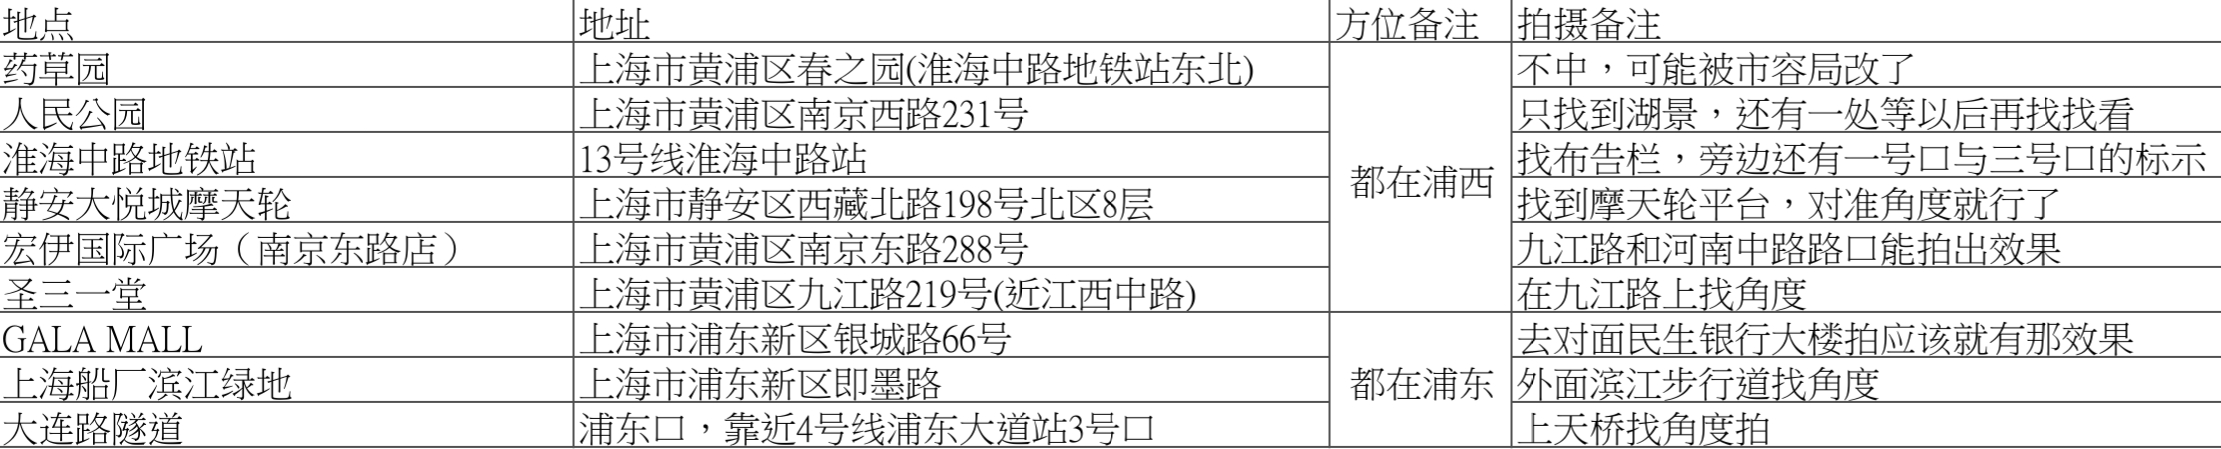 地点 地址 方位备注 拍摄备注
药草园 上海市黄浦区春之园(淮海中路地铁站东北) 不中，可能被市容局改了
人民公园 上海市黄浦区南京西路231号 只找到湖景，还有一处等以后再找找看
淮海中路地铁站 13号线淮海中路站 都在浦西 找布告栏，旁边还有一号口与三号口的标示
静安大悦城摩天轮 上海市静安区西藏北路198号北区8层 找到摩天轮平台，对准角度就行了
宏伊国际广场（南京东路店） 上海市黄浦区南京东路288号 九江路和河南中路路口能拍出效果
圣三一堂 上海市黄浦区九江路219号(近江西中路) 在九江路上找角度
GALA MALL 上海市浦东新区银城路66号 去对面民生银行大楼拍应该就有那效果
上海船厂滨江绿地 上海市浦东新区即墨路 都在浦东 外面滨江步行道找角度
大连路隧道 浦东口，靠近4号线浦东大道站3号口 上天桥找角度拍